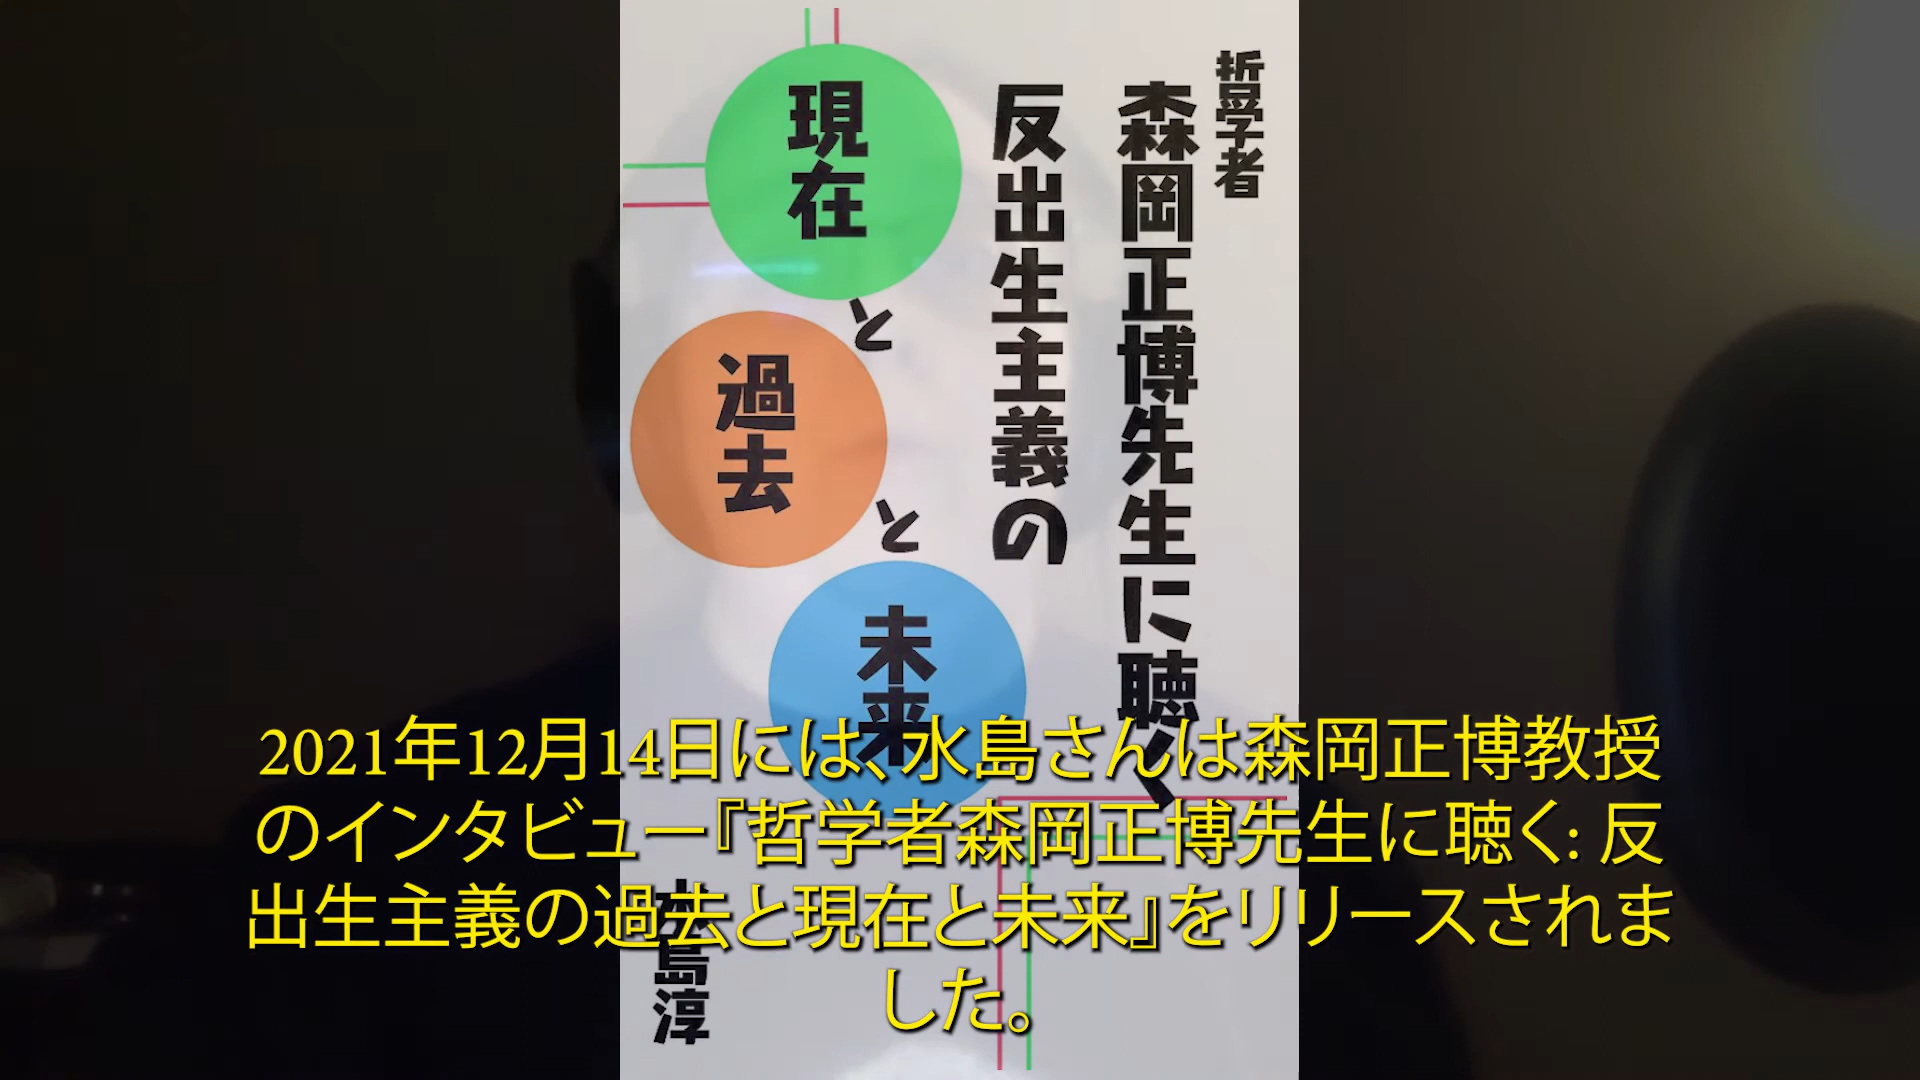 哲学者
森岡正博先生に聴く
反出生主義の
現在
と
過去
と
未来
水島淳
2021年12月14日には、水島さんは森岡正博教授
のインタビュー『哲学者森岡正博先生に聴く: 反
出生主義の過去と現在と未来』をリリースされま
した。